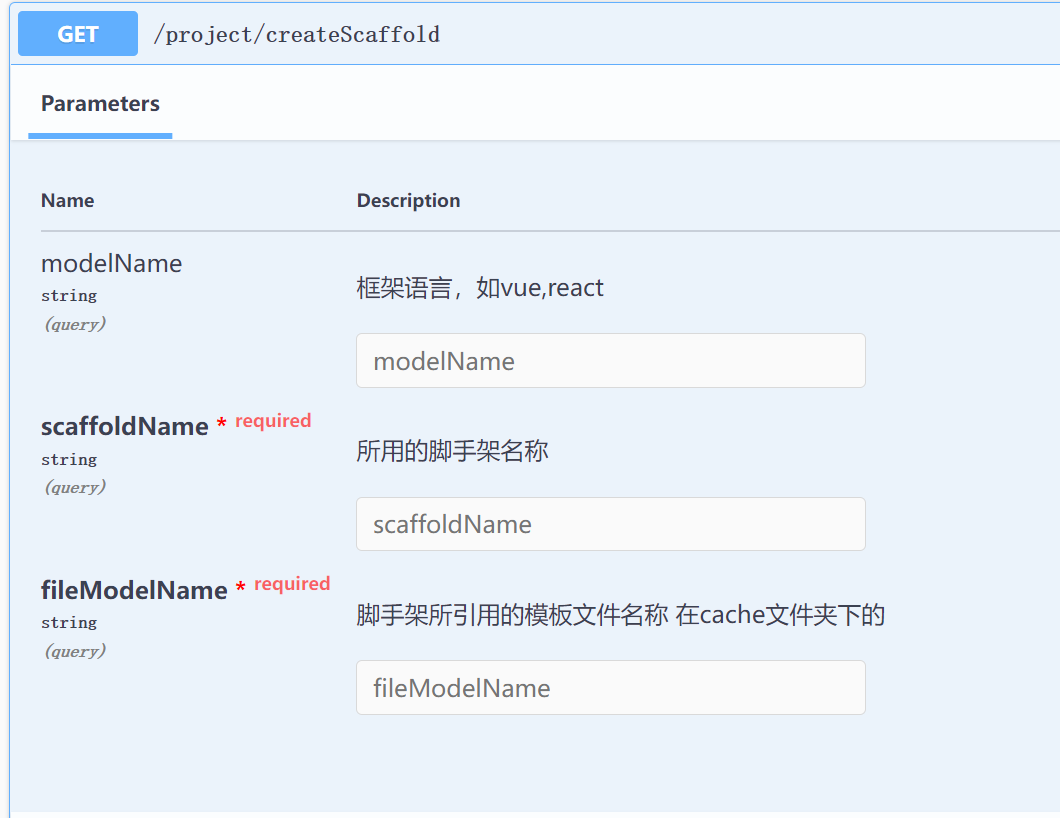 GET /project/createScaffold
Parameters
Name Description
modelName
string
(query)
框架语言，如vue,react
modelName
scaffoldName * required
string
(query)
所用的脚手架名称
scaffoldName
fileModelName * required
string
(query)
脚手架所引用的模板文件名称 在cache文件夹下的
fileModelName